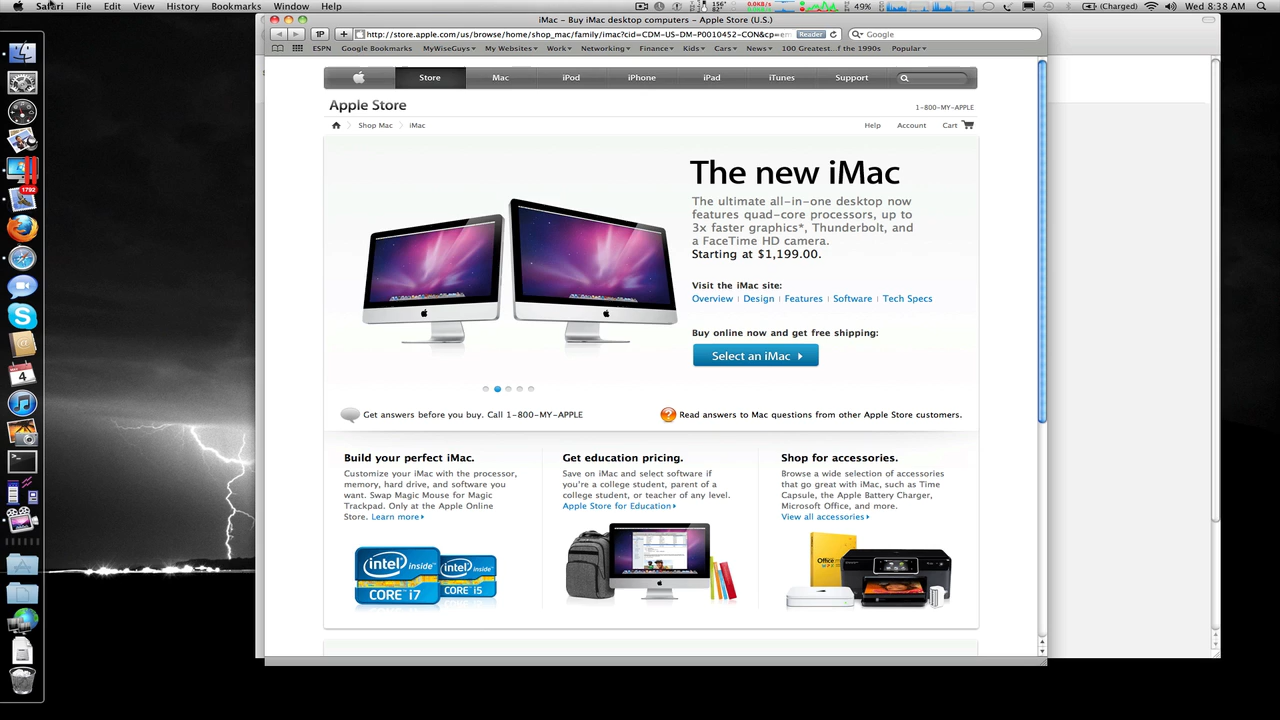 Safari File Edit View History Bookmarks Window Help
156° 82° 0.0KB/s 0.0KB/s 49% (Charged) Wed 8:38 AM
iMac – Buy iMac desktop computers – Apple Store (U.S.)
1P + http://store.apple.com/us/browse/home/shop_mac/family/imac?cid=CDM-US-DM-P0010452-CON&cp=em Reader Google
ESPN Google Bookmarks MyWiseGuys My Websites Work Networking Finance Kids Cars News 100 Greatest...f the 1990s Popular
Store Mac iPod iPhone iPad iTunes Support
Apple Store
1-800-MY-APPLE
Shop Mac iMac Help Account Cart
The new iMac
The ultimate all-in-one desktop now
features quad-core processors, up to
3x faster graphics*, Thunderbolt, and
a FaceTime HD camera.
Starting at $1,199.00.
Visit the iMac site:
Overview | Design | Features | Software | Tech Specs
Buy online now and get free shipping:
Select an iMac
Get answers before you buy. Call 1-800-MY-APPLE
? Read answers to Mac questions from other Apple Store customers.
Build your perfect iMac.
Customize your iMac with the processor,
memory, hard drive, and software you
want. Swap Magic Mouse for Magic
Trackpad. Only at the Apple Online
Store. Learn more
intel inside CORE i7
intel inside CORE i5
Get education pricing.
Save on iMac and select software if
you're a college student, parent of a
college student, or teacher of any level.
Apple Store for Education
Shop for accessories.
Browse a wide selection of accessories
that go great with iMac, such as Time
Capsule, the Apple Battery Charger,
Microsoft Office, and more.
View all accessories
Office
1792
MAY
4